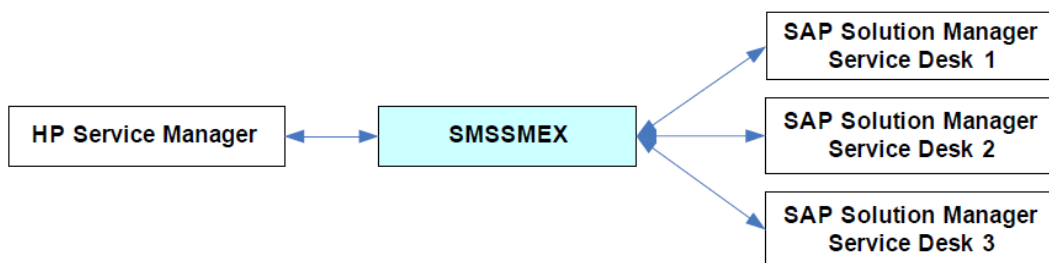 HP Service Manager
SMSSMEX
SAP Solution Manager
Service Desk 1
SAP Solution Manager
Service Desk 2
SAP Solution Manager
Service Desk 3